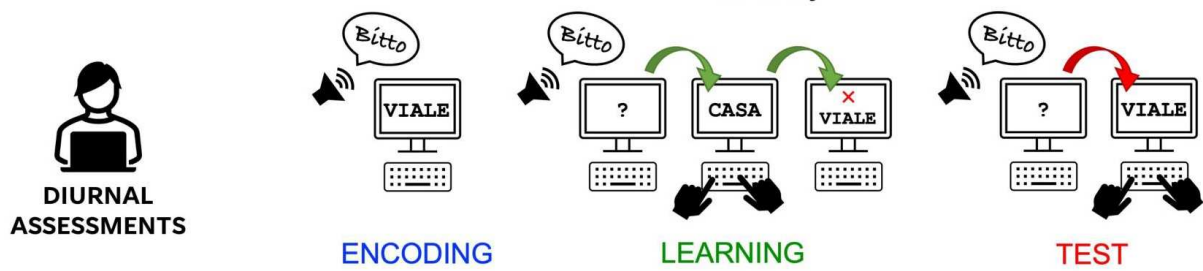 Bitto
VIALE
Bitto
?
CASA
×
VIALE
Bitto
?
VIALE
DIURNAL
ASSESSMENTS
ENCODING
LEARNING
TEST